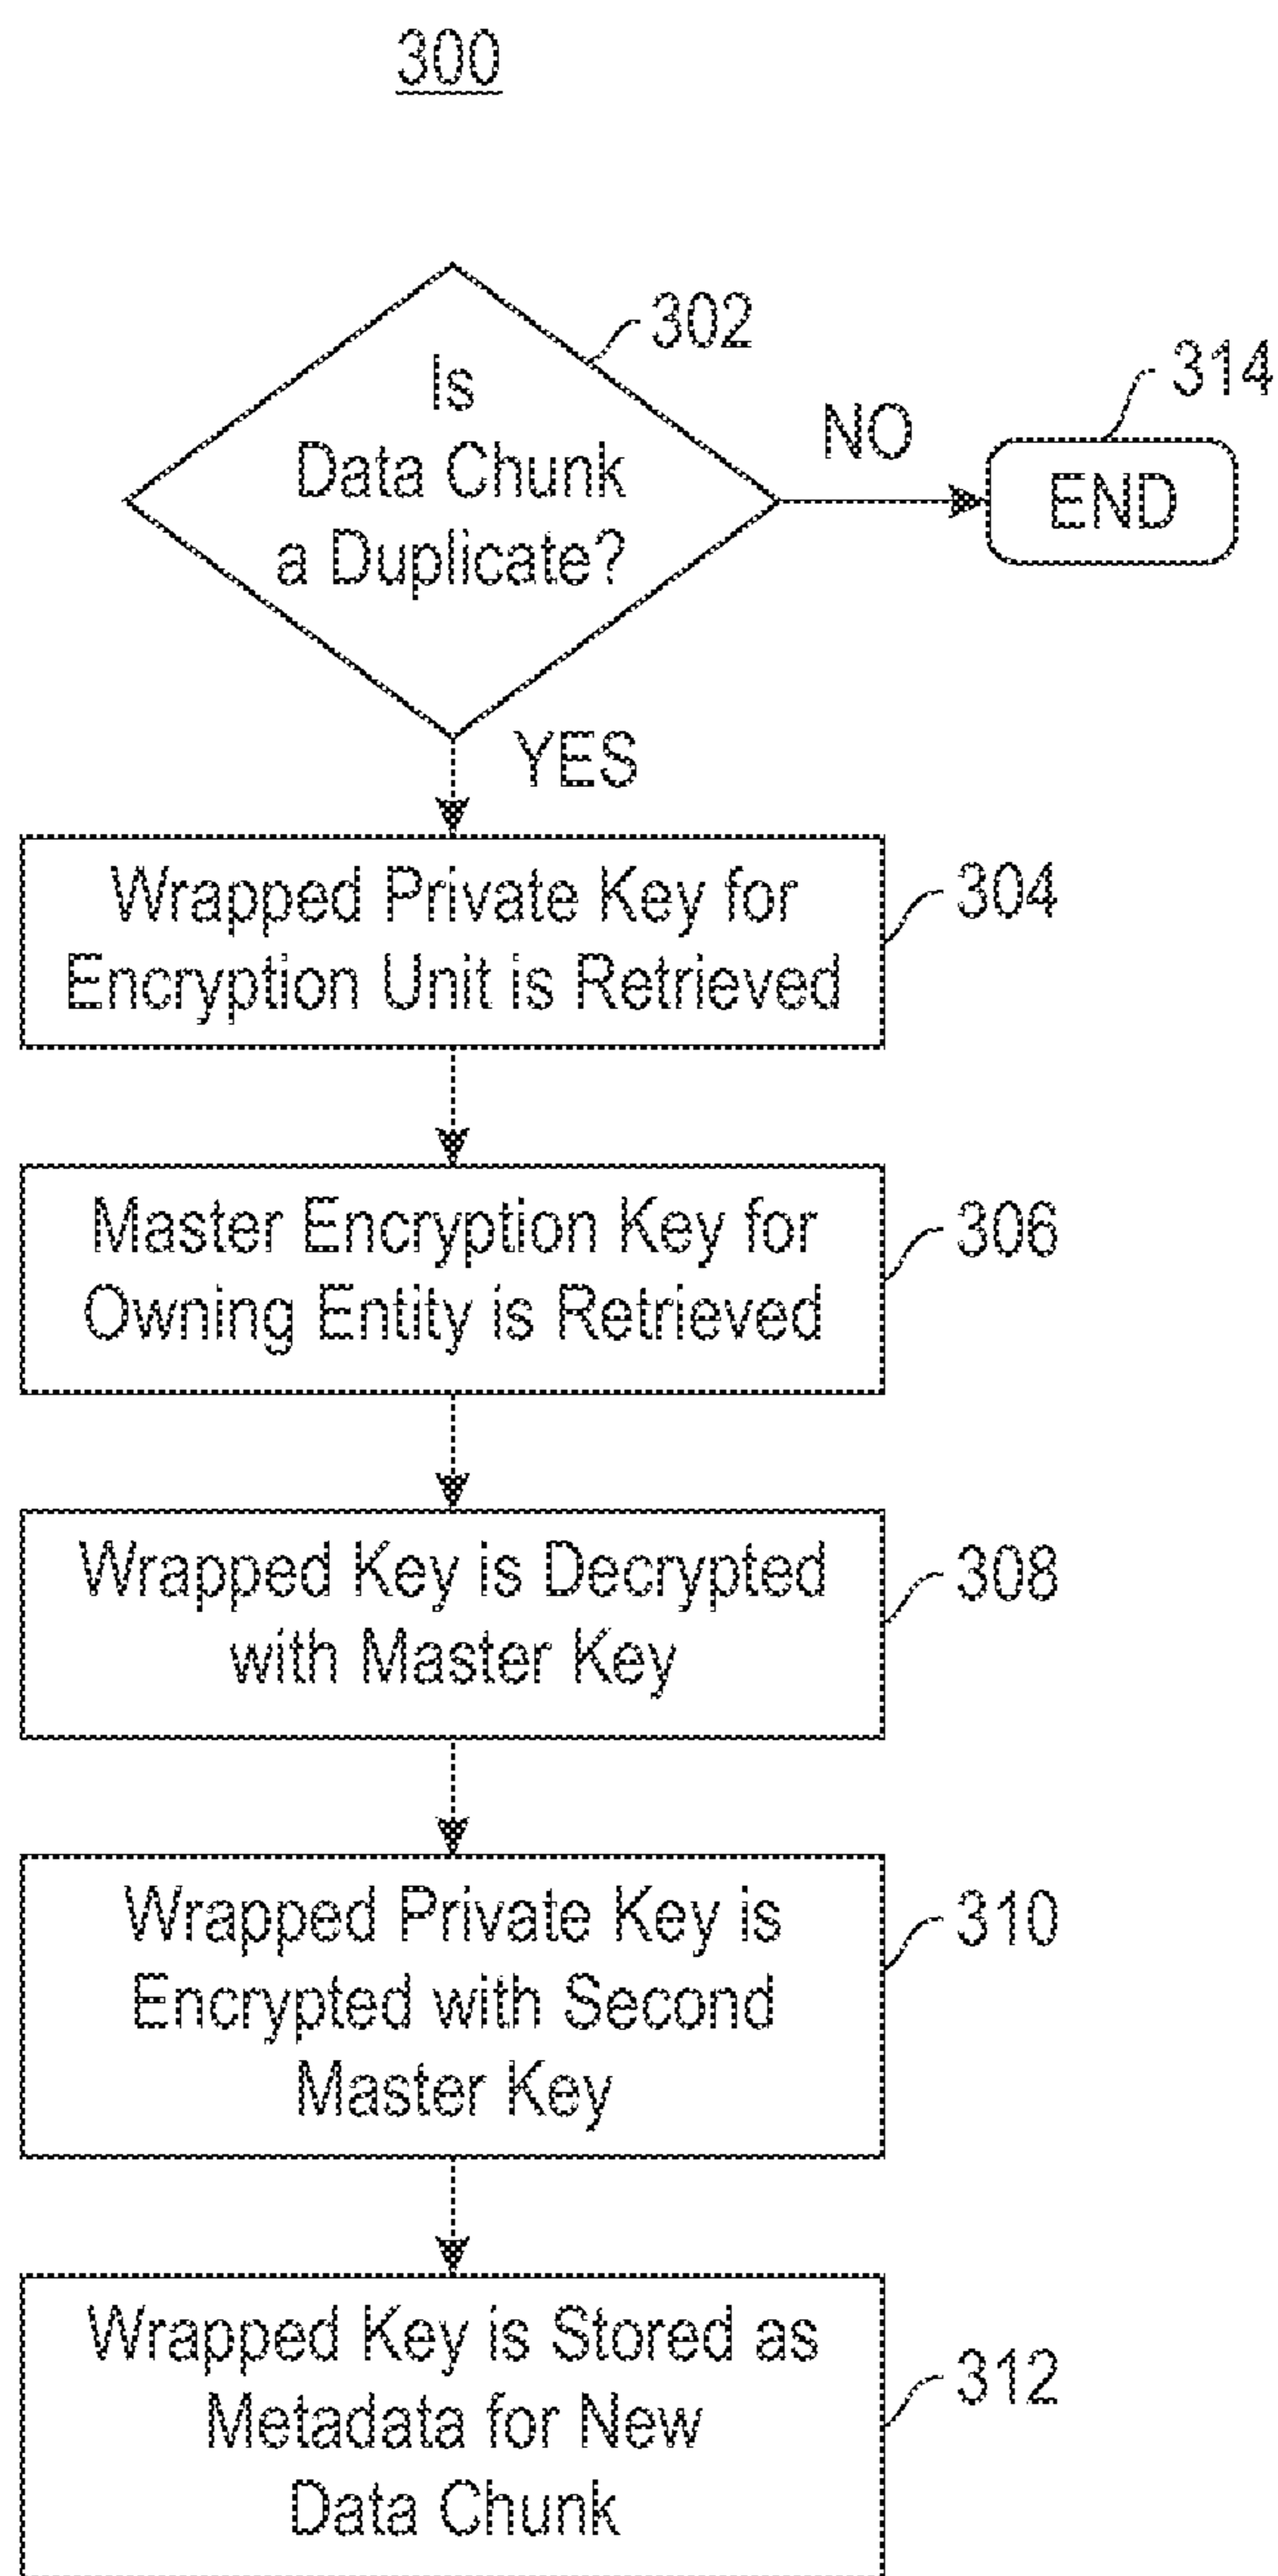 300
302
Is
Data Chunk
a Duplicate?
NO
314
END
YES
Wrapped Private Key for
Encryption Unit is Retrieved
304
Master Encryption Key for
Owning Entity is Retrieved
306
Wrapped Key is Decrypted
with Master Key
308
Wrapped Private Key is
Encrypted with Second
Master Key
310
Wrapped Key is Stored as
Metadata for New
Data Chunk
312